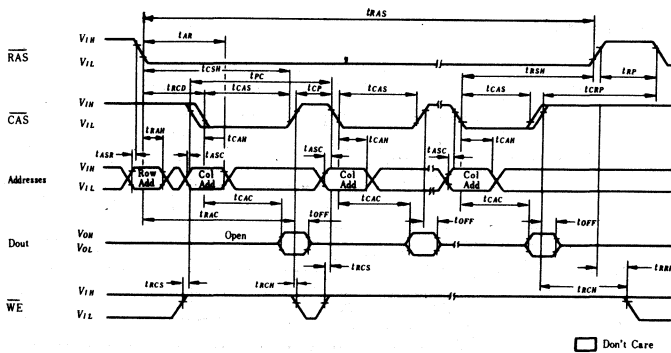 tRAS
VIH
tAR
RAS
VIL
tCSH
tRSH
tRP
tPC
tRCD
tCAS
tCP
tCAS
tCAS
tCRP
VIH
CAS
VIL
tRAH
tCAH
tCAH
tCAH
tASR
tASC
tASC
tASC
Addresses
VIH
VIL
Row Add
Col Add
Col Add
Col Add
tCAC
tCAC
tCAC
tRAC
tOFF
tOFF
tOFF
Dout
VOH
VOL
Open
tRCS
tRCH
tRCS
tRCH
VIH
WE
VIL
Don't Care